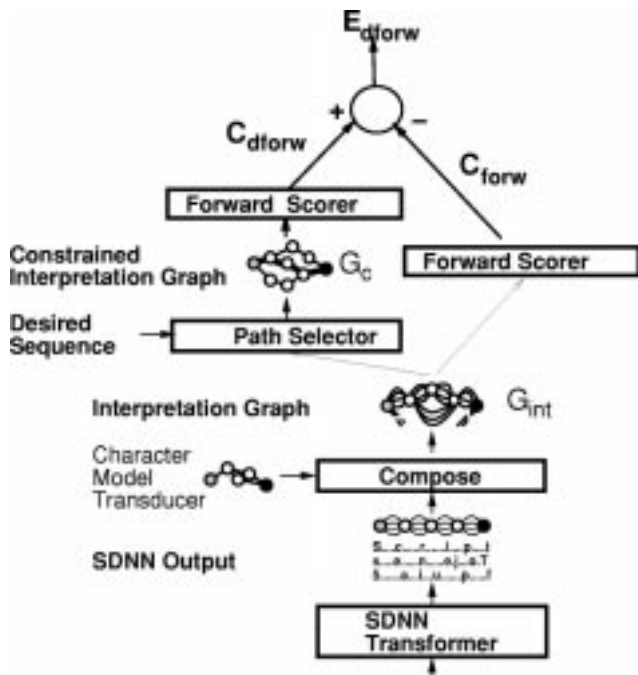 E_dforw
+
−
C_dforw
C_forw
Forward Scorer
Constrained
Interpretation Graph
G_c
Forward Scorer
Desired
Sequence
Path Selector
Interpretation Graph
G_int
Character
Model
Transducer
Compose
SDNN Output
SDNN
Transformer